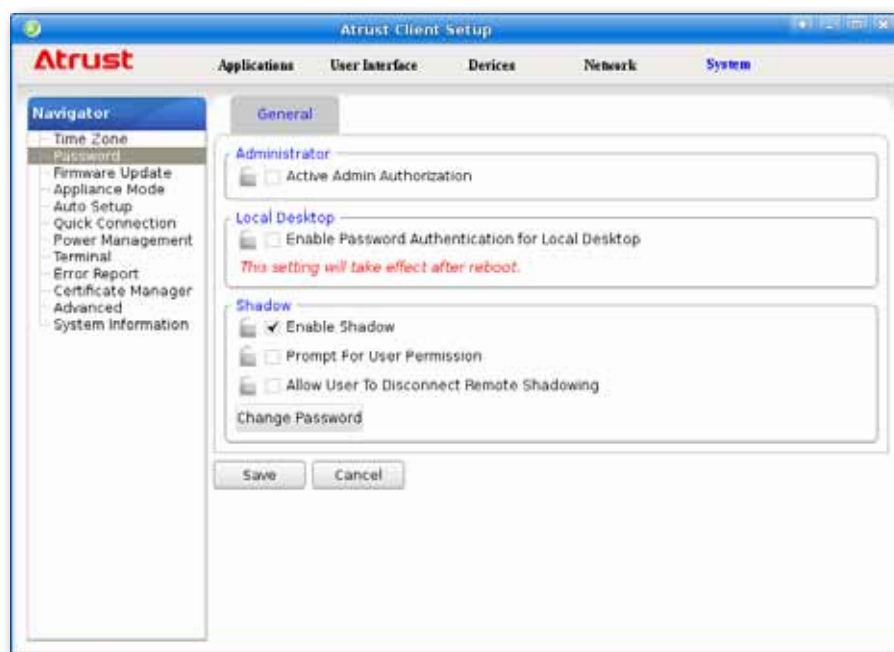 Atrust Client Setup
Atrust
Applications User Interface Devices Network System
Navigator
Time Zone
Password
Firmware Update
Appliance Mode
Auto Setup
Quick Connection
Power Management
Terminal
Error Report
Certificate Manager
Advanced
System Information
General
Administrator
Active Admin Authorization
Local Desktop
Enable Password Authentication for Local Desktop
This setting will take effect after reboot.
Shadow
Enable Shadow
Prompt For User Permission
Allow User To Disconnect Remote Shadowing
Change Password
Save Cancel